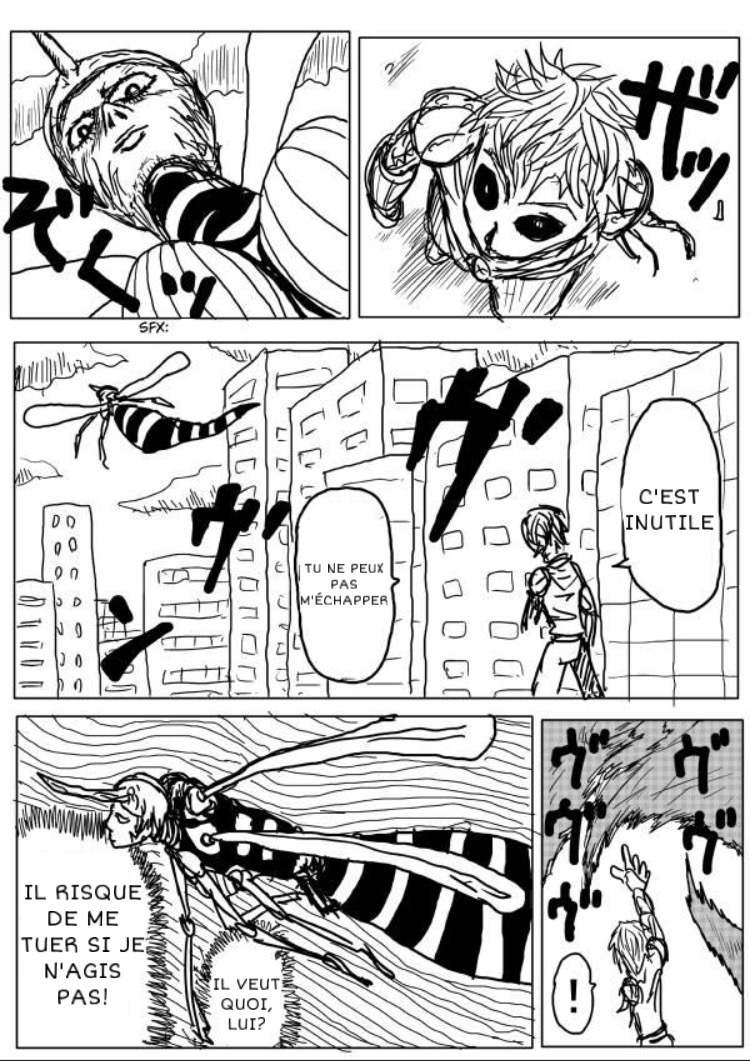 ザッ
ぞくッ
SFX:
C'EST
INUTILE
TU NE PEUX
PAS
M'ÉCHAPPER
ヴヴン
ヴヴ
ヴヴ
ヴ
!
IL RISQUE
DE ME
TUER SI JE
N'AGIS
PAS!
IL VEUT
QUOI,
LUI?